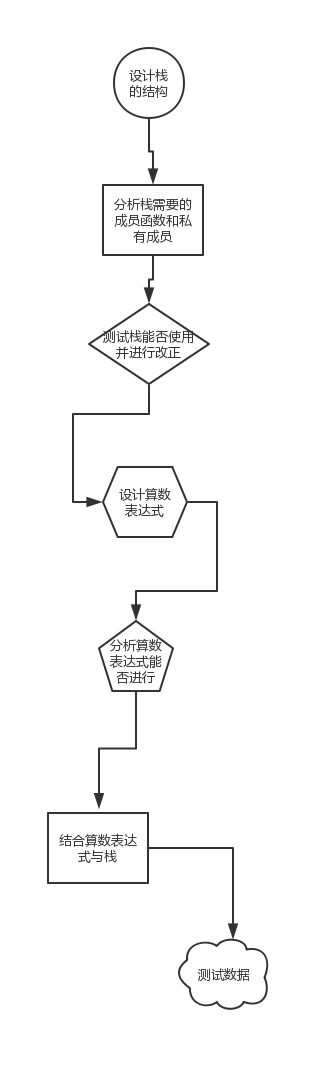 设计栈
的结构
分析栈需要的
成员函数和私
有成员
测试栈能否使用
并进行改正
设计算数
表达式
分析算数
表达式能
否进行
结合算数表达
式与栈
测试数据